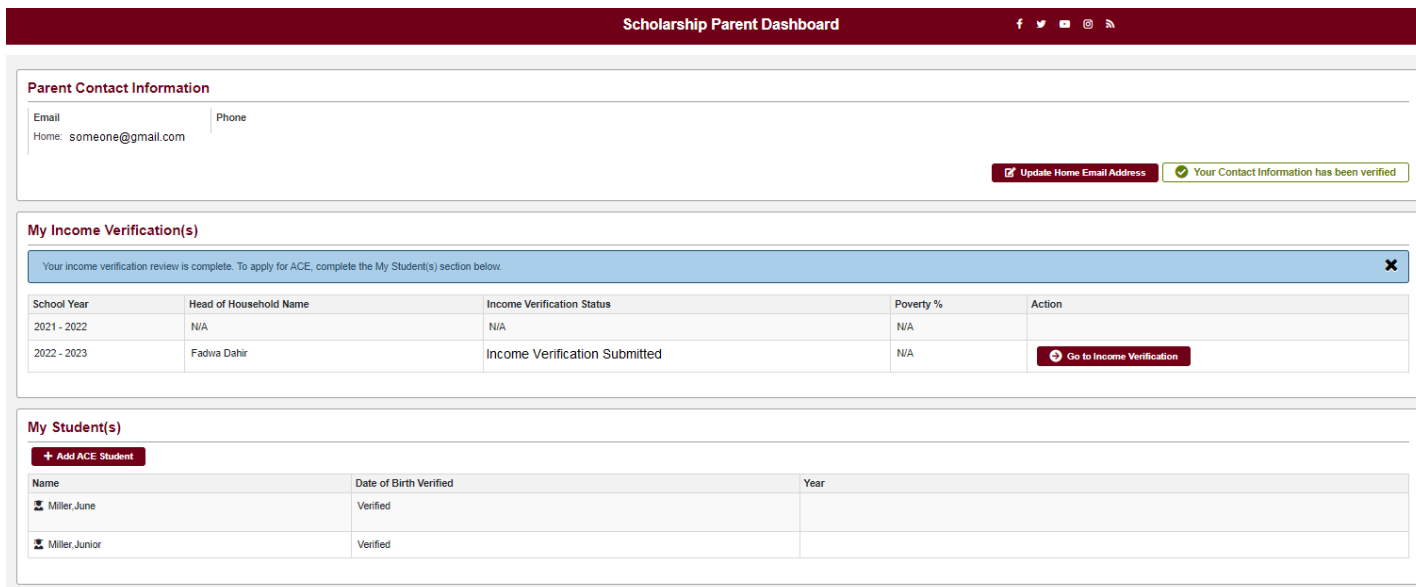 Scholarship Parent Dashboard
Parent Contact Information
Email Phone
Home: someone@gmail.com
Update Home Email Address Your Contact Information has been verified
My Income Verification(s)
Your income verification review is complete. To apply for ACE, complete the My Student(s) section below.
School Year Head of Household Name Income Verification Status Poverty % Action
2021 - 2022 N/A N/A N/A
2022 - 2023 Fadwa Dahir Income Verification Submitted N/A Go to Income Verification
My Student(s)
+ Add ACE Student
Name Date of Birth Verified Year
Miller,June Verified
Miller,Junior Verified